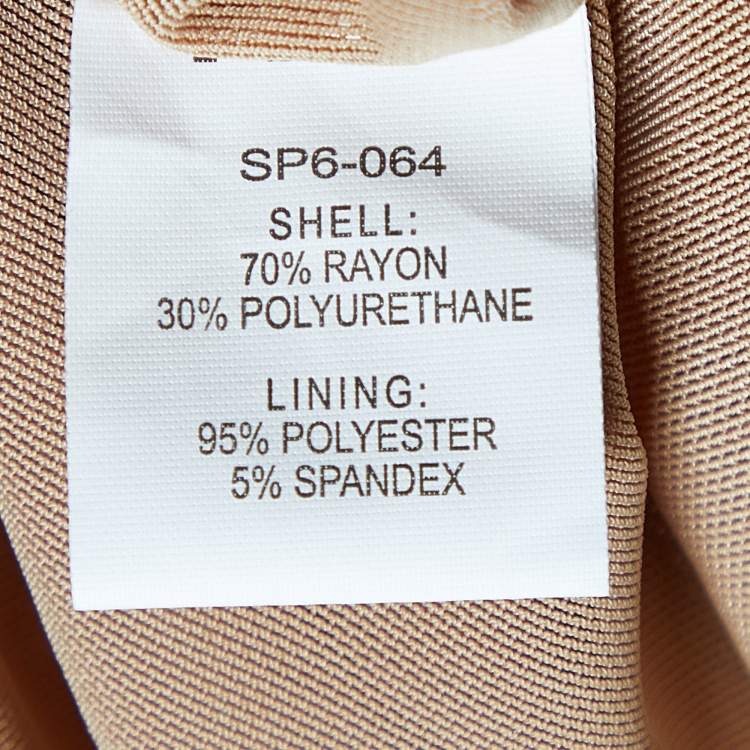 SP6-064
SHELL:
70% RAYON
30% POLYURETHANE
LINING:
95% POLYESTER
5% SPANDEX